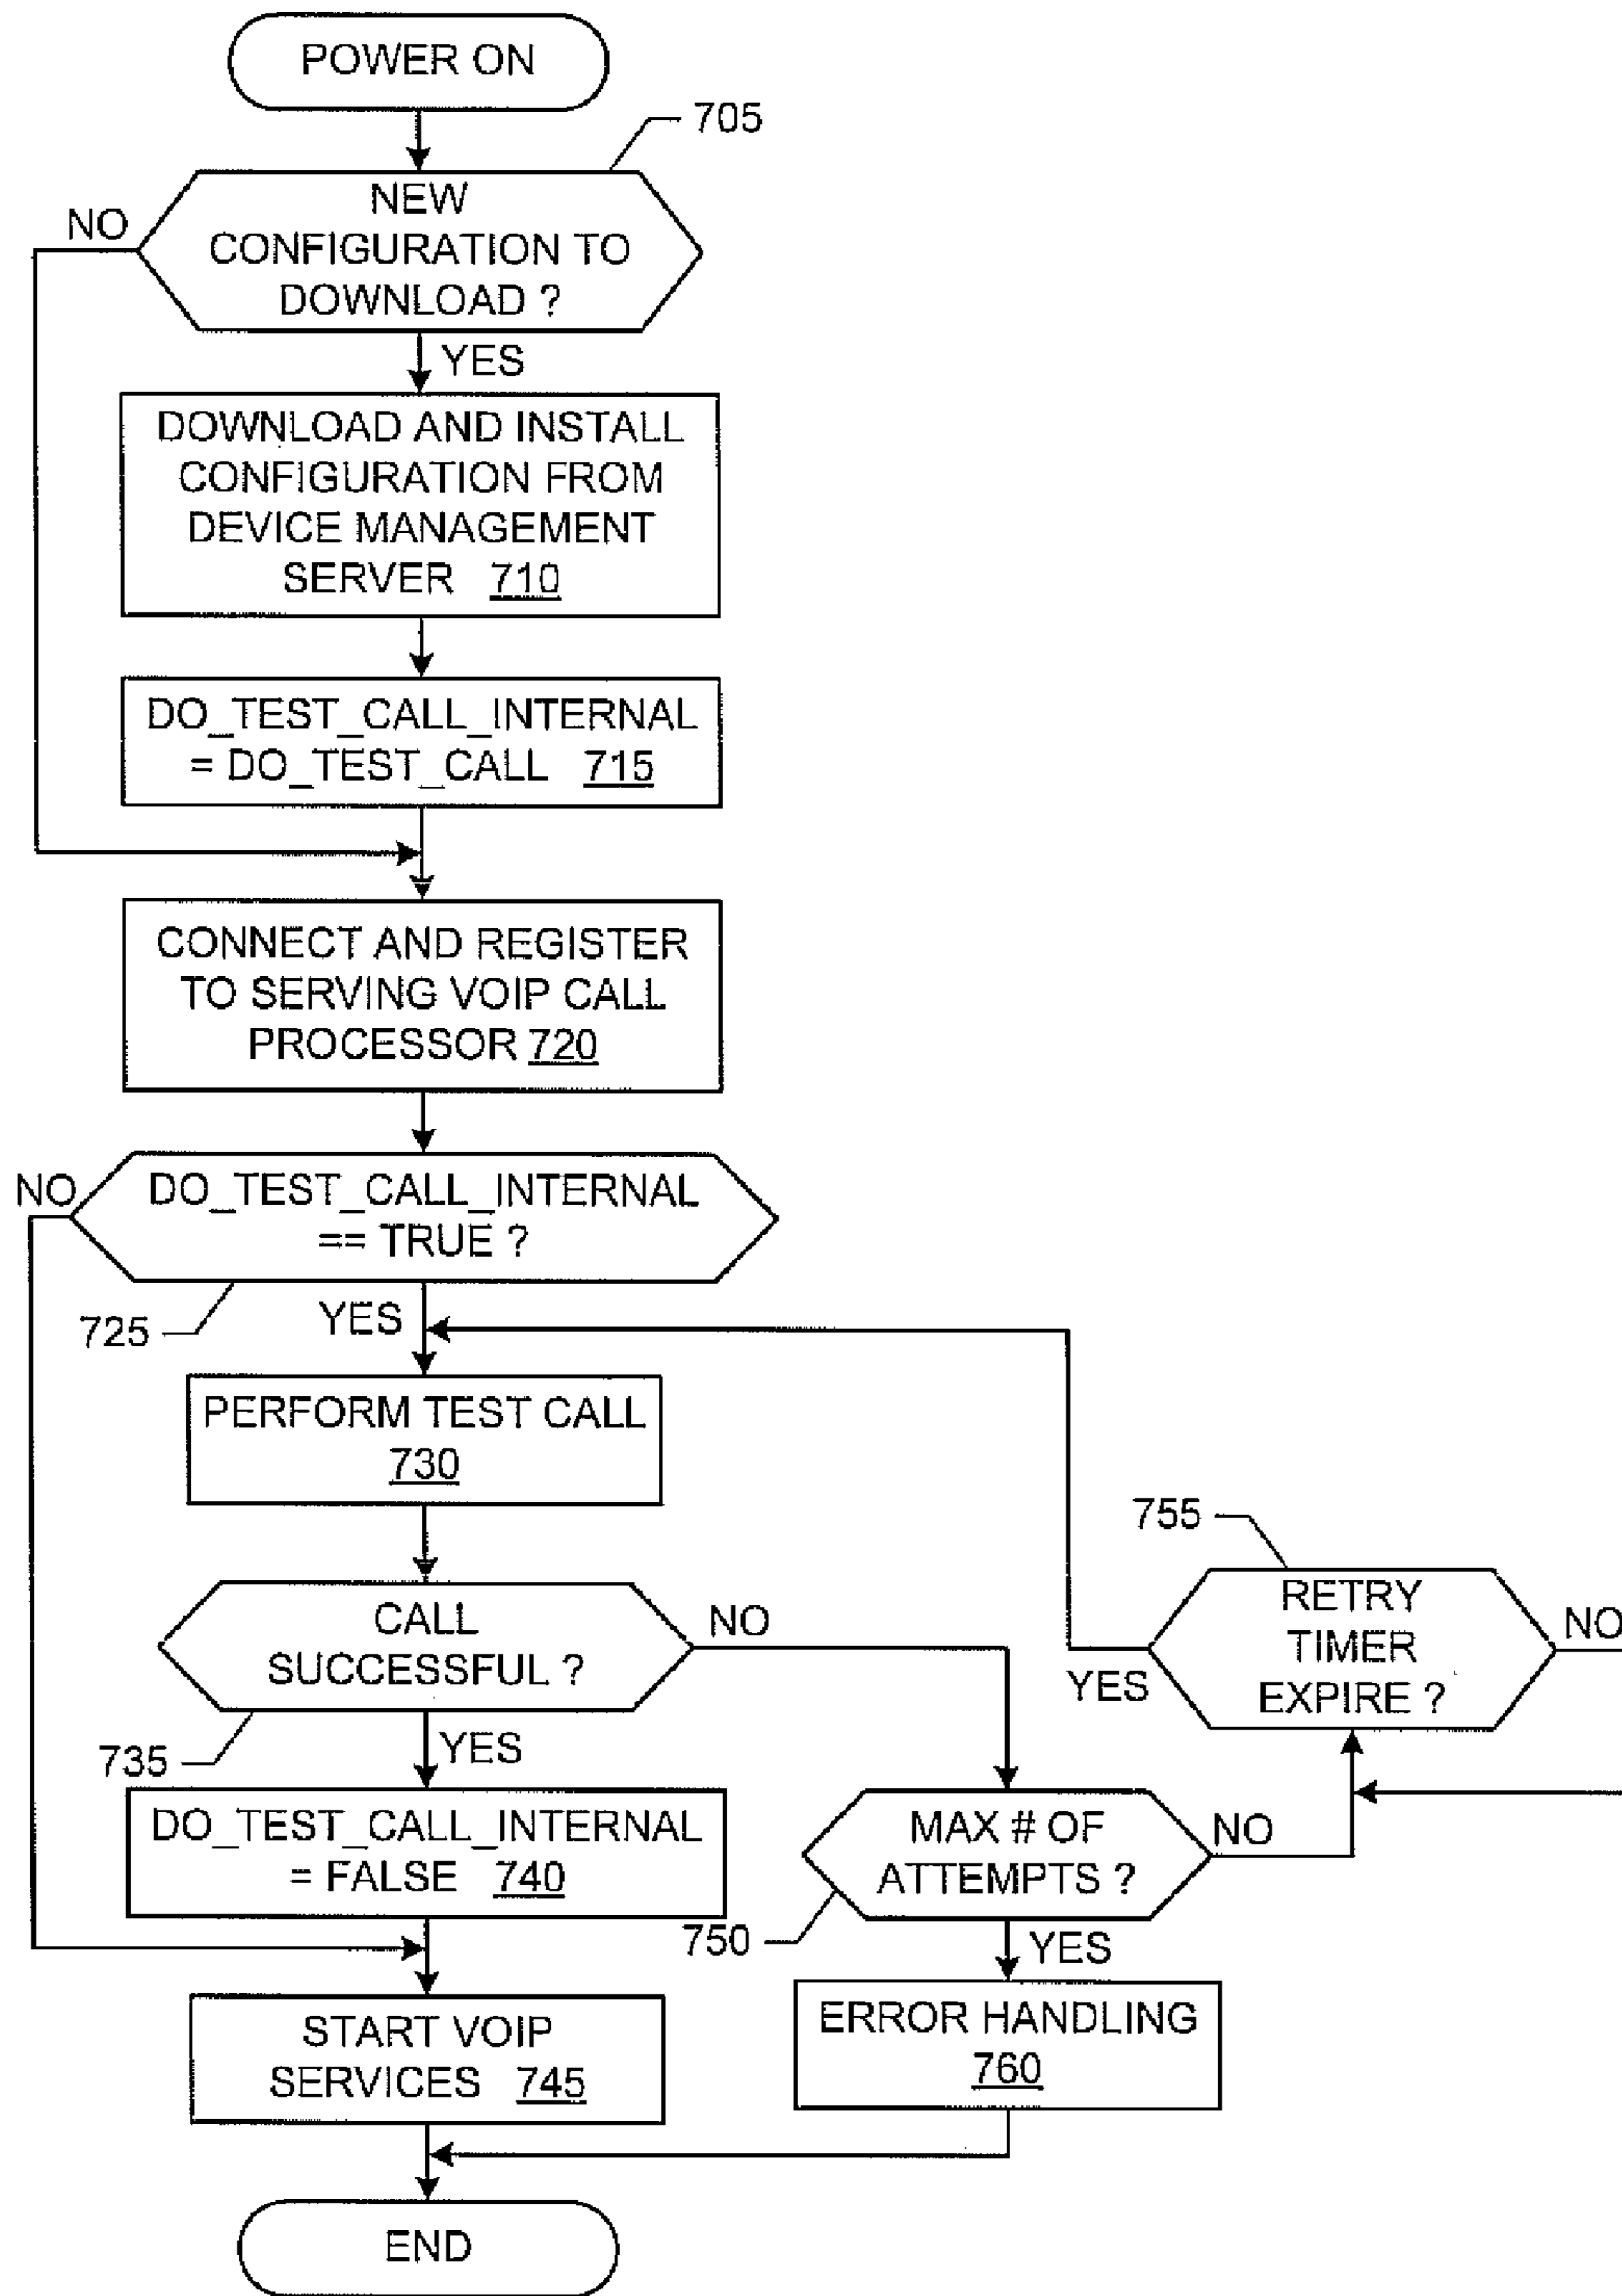 POWER ON
705
NEW
CONFIGURATION TO
DOWNLOAD ?
NO
YES
DOWNLOAD AND INSTALL
CONFIGURATION FROM
DEVICE MANAGEMENT
SERVER 710
DO_TEST_CALL_INTERNAL
= DO_TEST_CALL 715
CONNECT AND REGISTER
TO SERVING VOIP CALL
PROCESSOR 720
NO
DO_TEST_CALL_INTERNAL
== TRUE ?
725
YES
PERFORM TEST CALL
730
CALL
SUCCESSFUL ?
NO
735
YES
755
RETRY
TIMER
EXPIRE ?
NO
YES
DO_TEST_CALL_INTERNAL
= FALSE 740
MAX # OF
ATTEMPTS ?
NO
750
YES
START VOIP
SERVICES 745
ERROR HANDLING
760
END